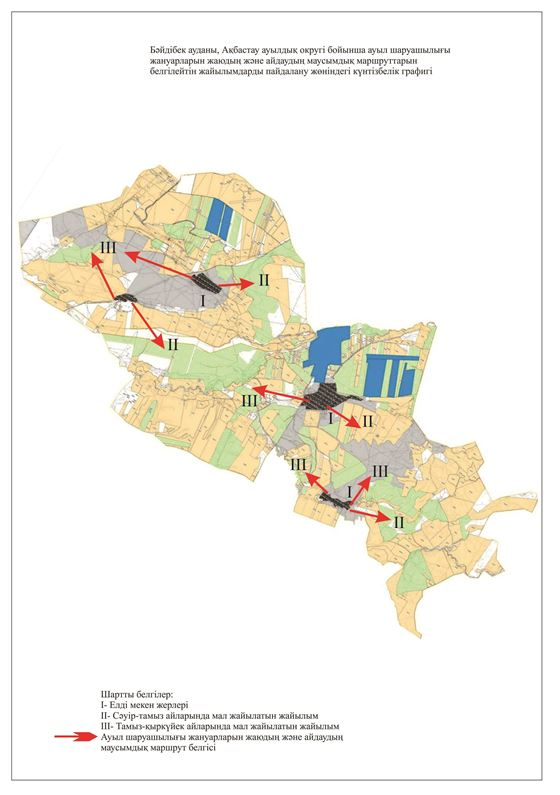 Бәйдібек ауданы, Ақбастау ауылдық округі бойынша ауыл шаруашылығы
жануарларын жаюдың және айдаудың маусымдық маршруттарын
белгілейтін жайылымдарды пайдалану жөніндегі күнтізбелік графигі
III
I
II
II
III
I
II
III
I
III
II
Шартты белгілер:
I- Елді мекен жерлері
II- Сәуір-тамыз айларында мал жайылатын жайылым
III- Тамыз-қыркүйек айларында мал жайылатын жайылым
Ауыл шаруашылығы жануарларын жаюдың және айдаудың
маусымдық маршрут белгісі